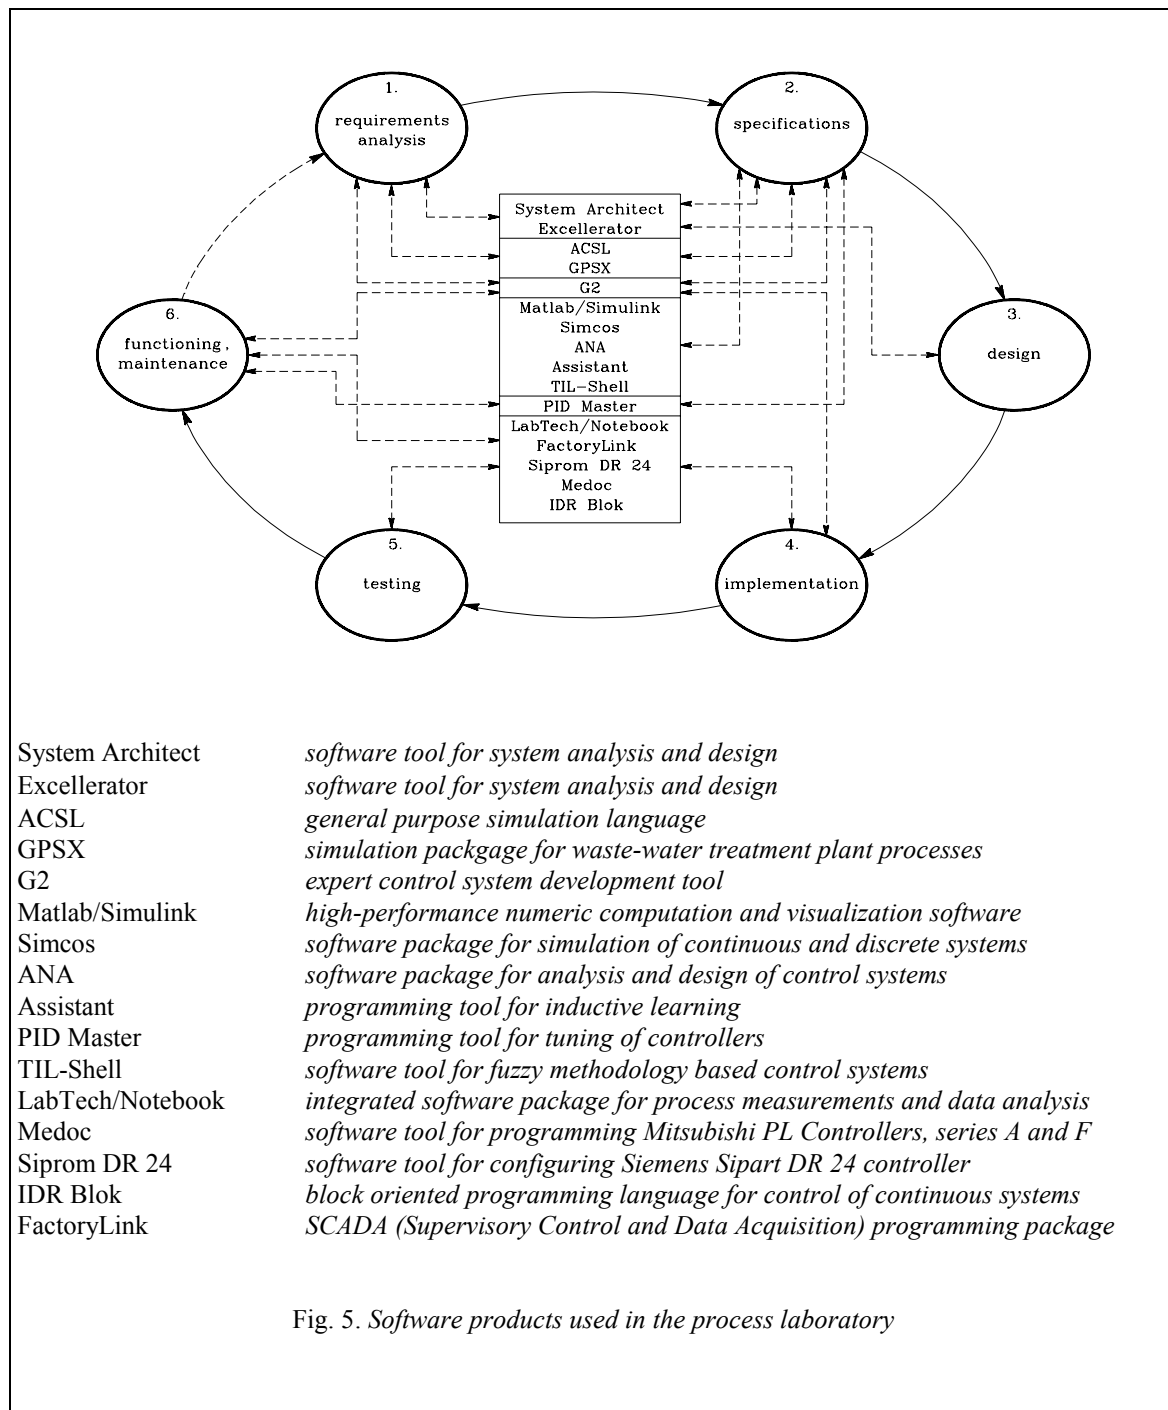 1.
requirements
analysis
2.
specifications
System Architect
Excellerator
ACSL
GPSX
G2
Matlab/Simulink
Simcos
ANA
Assistant
TIL-Shell
PID Master
LabTech/Notebook
FactoryLink
Siprom DR 24
Medoc
IDR Blok
3.
design
6.
functioning,
maintenance
5.
testing
4.
implementation
System Architect software tool for system analysis and design
Excellerator software tool for system analysis and design
ACSL general purpose simulation language
GPSX simulation packgage for waste-water treatment plant processes
G2 expert control system development tool
Matlab/Simulink high-performance numeric computation and visualization software
Simcos software package for simulation of continuous and discrete systems
ANA software package for analysis and design of control systems
Assistant programming tool for inductive learning
PID Master programming tool for tuning of controllers
TIL-Shell software tool for fuzzy methodology based control systems
LabTech/Notebook integrated software package for process measurements and data analysis
Medoc software tool for programming Mitsubishi PL Controllers, series A and F
Siprom DR 24 software tool for configuring Siemens Sipart DR 24 controller
IDR Blok block oriented programming language for control of continuous systems
FactoryLink SCADA (Supervisory Control and Data Acquisition) programming package
Fig. 5. Software products used in the process laboratory